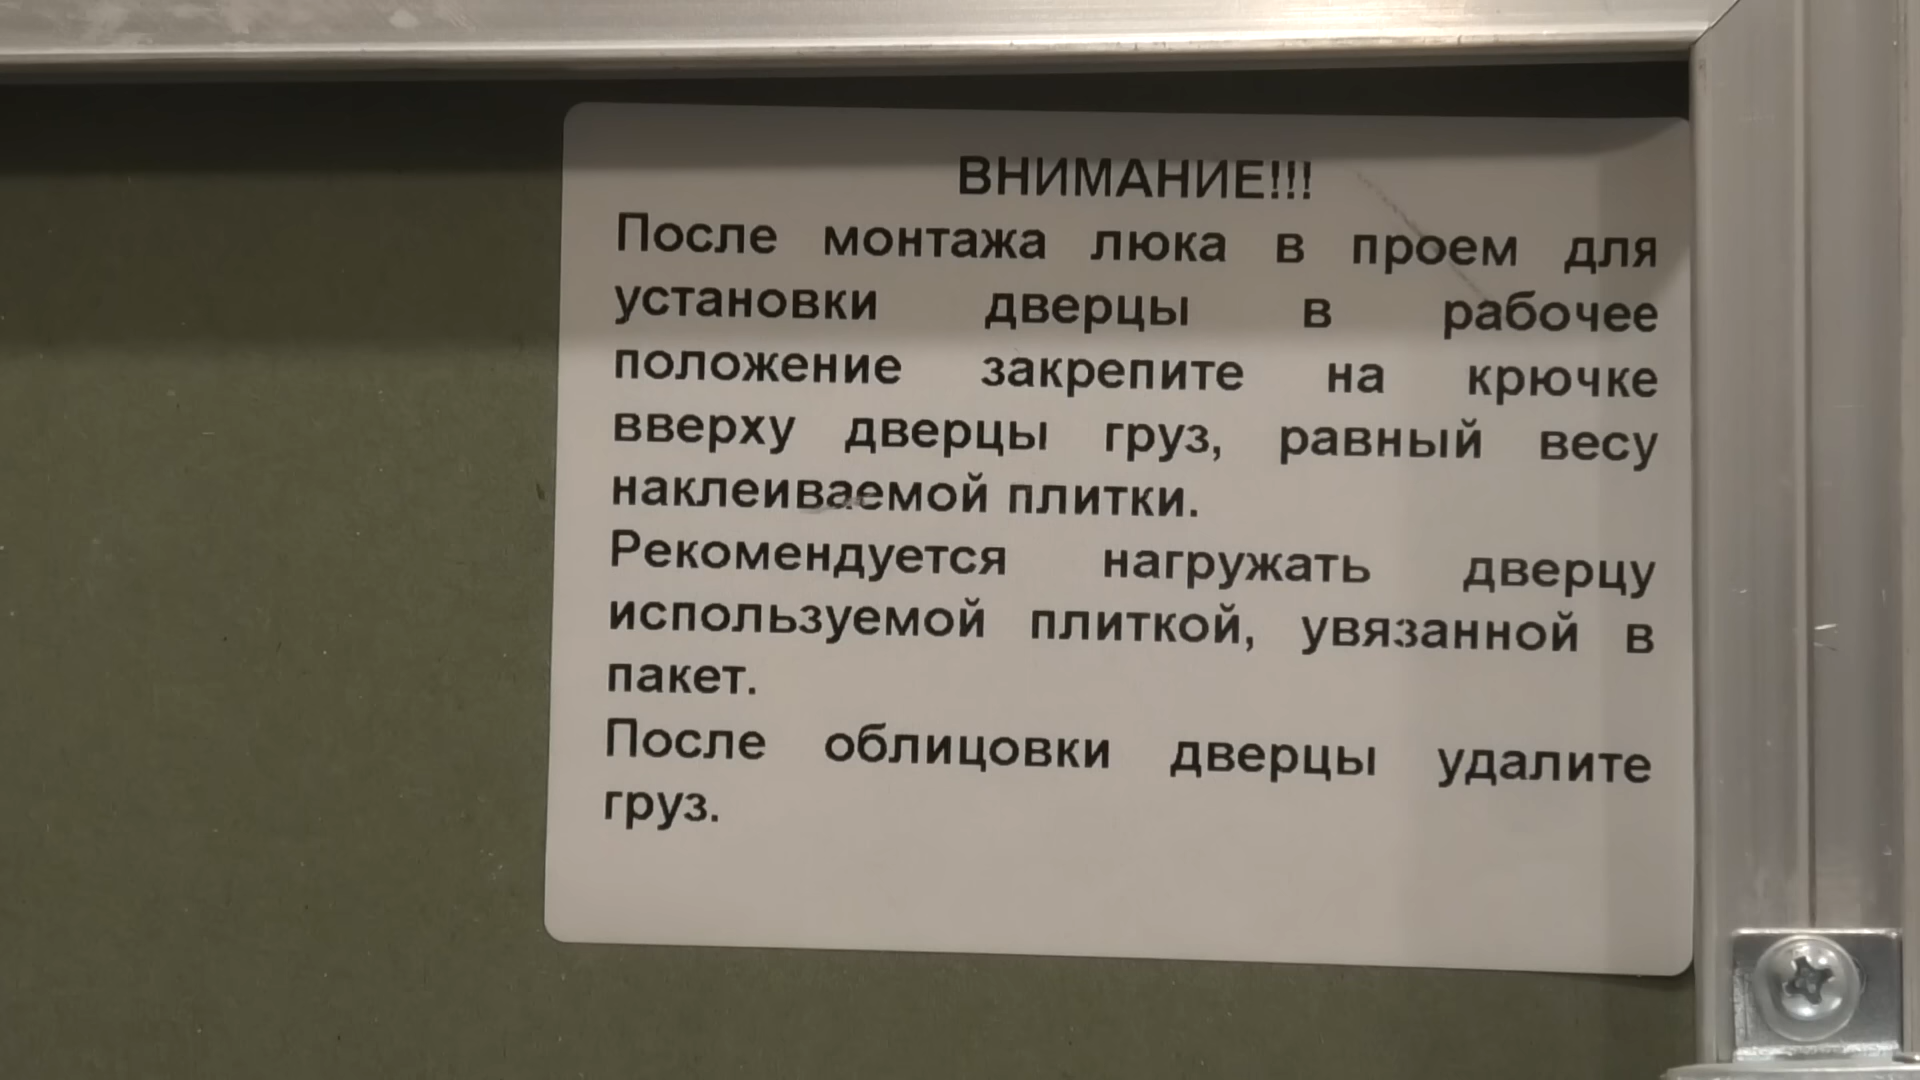 ВНИМАНИЕ!!!
После монтажа люка в проем для
установки дверцы в рабочее
положение закрепите на крючке
вверху дверцы груз, равный весу
наклеиваемой плитки.
Рекомендуется нагружать дверцу
используемой плиткой, увязанной в
пакет.
После облицовки дверцы удалите
груз.